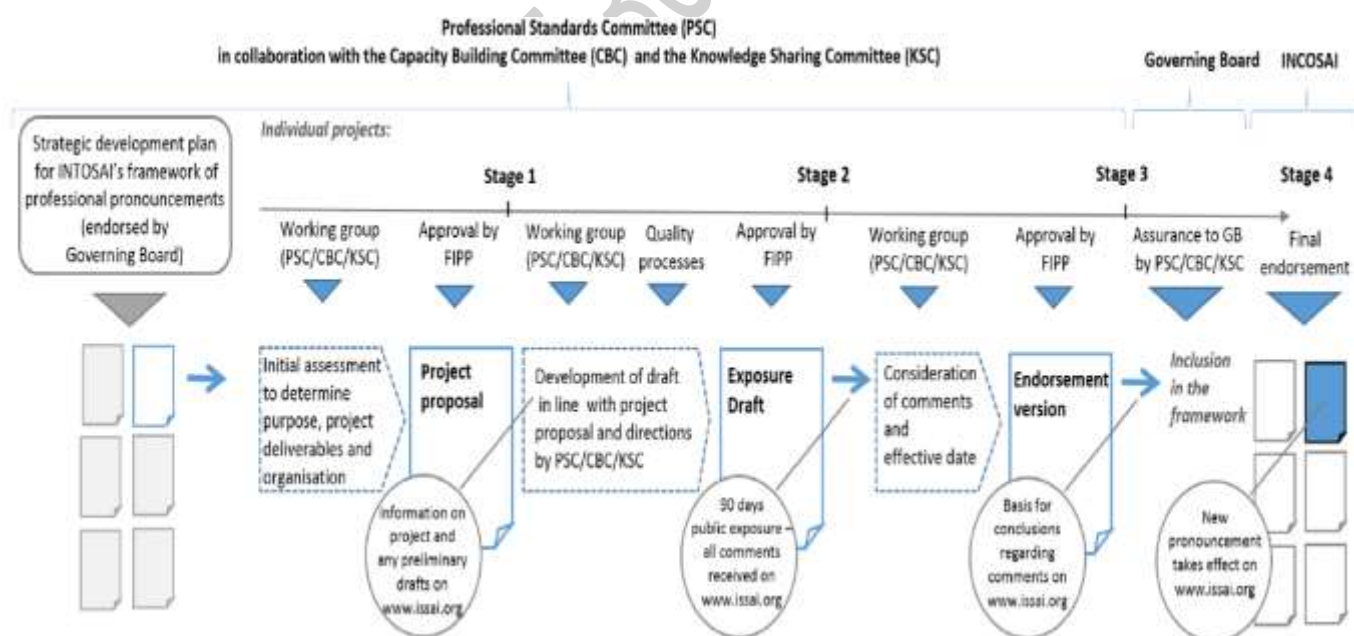 Professional Standards Committee (PSC)
in collaboration with the Capacity Building Committee (CBC) and the Knowledge Sharing Committee (KSC)
Governing Board
INCOSAI
Strategic development plan
for INTOSAI's framework of
professional pronouncements
(endorsed by
Governing Board)
Individual projects:
Stage 1
Stage 2
Stage 3
Stage 4
Working group
(PSC/CBC/KSC)
Approval by
FIPP
Working group
(PSC/CBC/KSC)
Quality
processes
Approval by
FIPP
Working group
(PSC/CBC/KSC)
Approval by
FIPP
Assurance to GB
by PSC/CBC/KSC
Final
endorsement
Initial assessment
to determine
purpose, project
deliverables and
organisation
Project
proposal
Development of draft
in line with project
proposal and directions
by PSC/CBC/KSC
Exposure
Draft
Consideration
of comments
and
effective date
Endorsement
version
Inclusion
in the
framework
Information on
project and
any preliminary
drafts on
www.issai.org
90 days
public exposure –
all comments
received on
www.issai.org
Basis for
conclusions
regarding
comments on
www.issai.org
New
pronouncement
takes effect on
www.issai.org